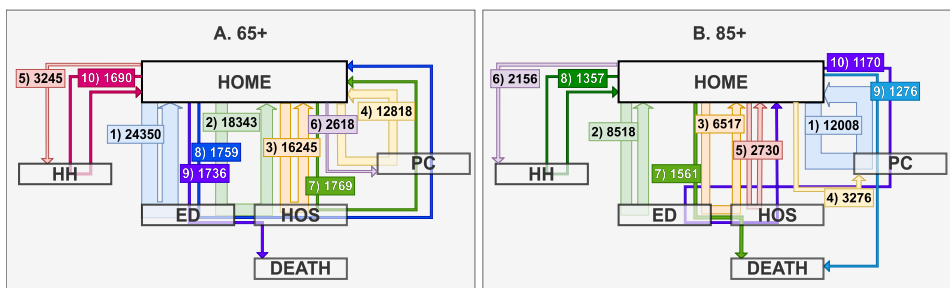 A. 65+
HOME
5) 3245
10) 1690
4) 12818
2) 18343
6) 2618
1) 24350
3) 16245
8) 1759
PC
HH
9) 1736
7) 1769
ED
HOS
DEATH
B. 85+
10) 1170
HOME
6) 2156
8) 1357
9) 1276
3) 6517
1) 12008
2) 8518
5) 2730
PC
HH
7) 1561
4) 3276
ED
HOS
DEATH